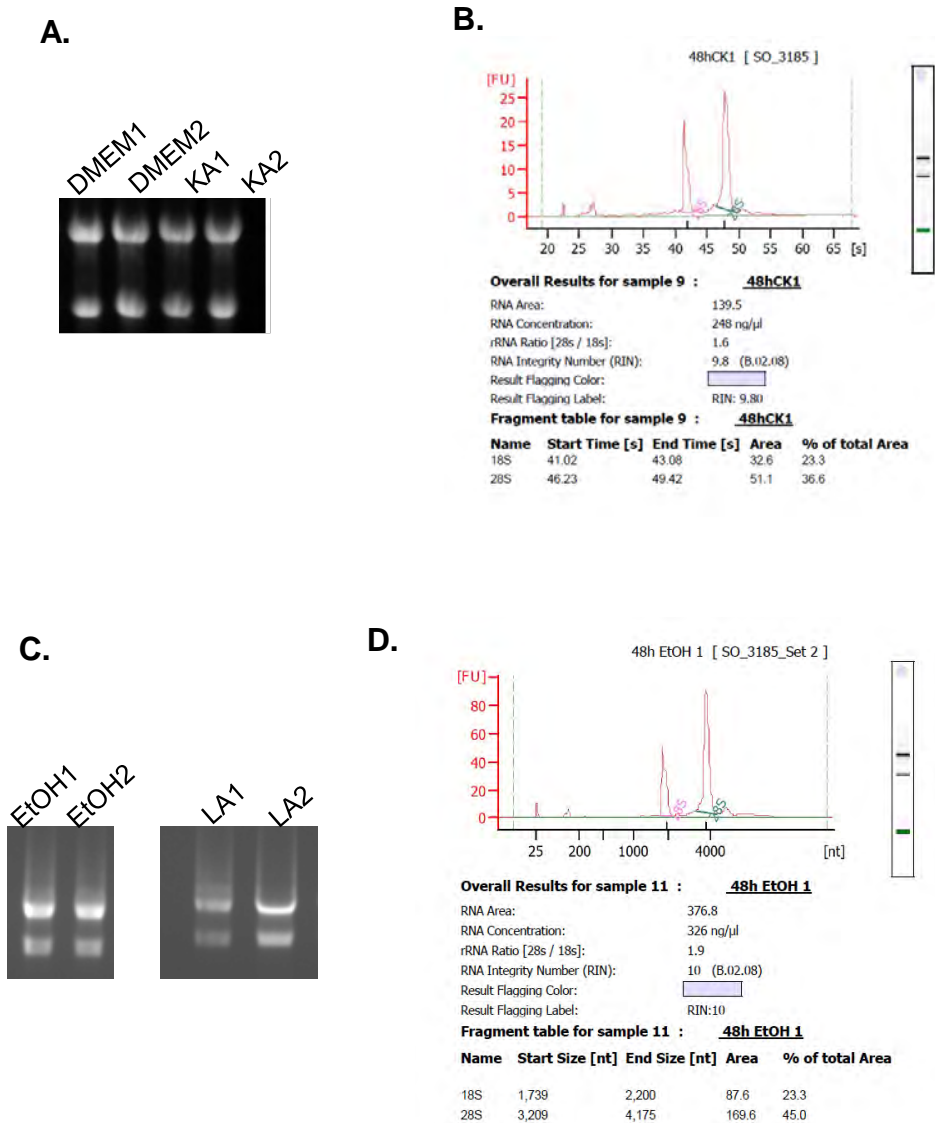 A.
DMEM1
DMEM2
KA1
KA2
B.
48hCK1 [ SO_3185 ]
[FU]
25
20
15
10
5
0
18S
28S
20 25 30 35 40 45 50 55 60 65 [s]
Overall Results for sample 9 : 48hCK1
RNA Area: 139.5
RNA Concentration: 248 ng/µl
rRNA Ratio [28s / 18s]: 1.6
RNA Integrity Number (RIN): 9.8 (B.02.08)
Result Flagging Color:
Result Flagging Label: RIN: 9.80
Fragment table for sample 9 : 48hCK1
Name Start Time [s] End Time [s] Area % of total Area
18S 41.02 43.08 32.6 23.3
28S 46.23 49.42 51.1 36.6
C.
EtOH1
EtOH2
LA1
LA2
D.
48h EtOH 1 [ SO_3185_Set 2 ]
[FU]
80
60
40
20
0
18S
28S
25 200 1000 4000 [nt]
Overall Results for sample 11 : 48h EtOH 1
RNA Area: 376.8
RNA Concentration: 326 ng/µl
rRNA Ratio [28s / 18s]: 1.9
RNA Integrity Number (RIN): 10 (B.02.08)
Result Flagging Color:
Result Flagging Label: RIN:10
Fragment table for sample 11 : 48h EtOH 1
Name Start Size [nt] End Size [nt] Area % of total Area
18S 1,739 2,200 87.6 23.3
28S 3,209 4,175 169.6 45.0